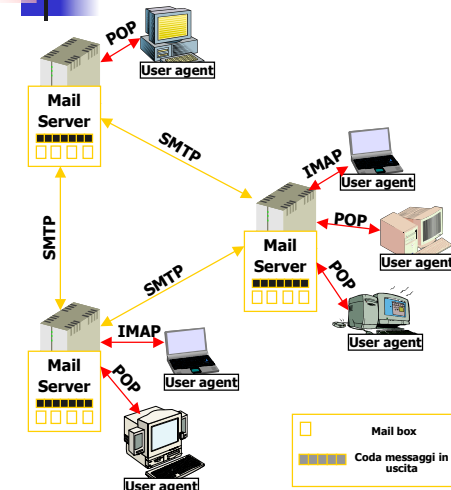 POP
User agent
Mail
Server
SMTP
IMAP
User agent
SMTP
POP
Mail
Server
User agent
SMTP
POP
User agent
IMAP
Mail
Server
User agent
POP
User agent
Mail box
Coda messaggi in
uscita